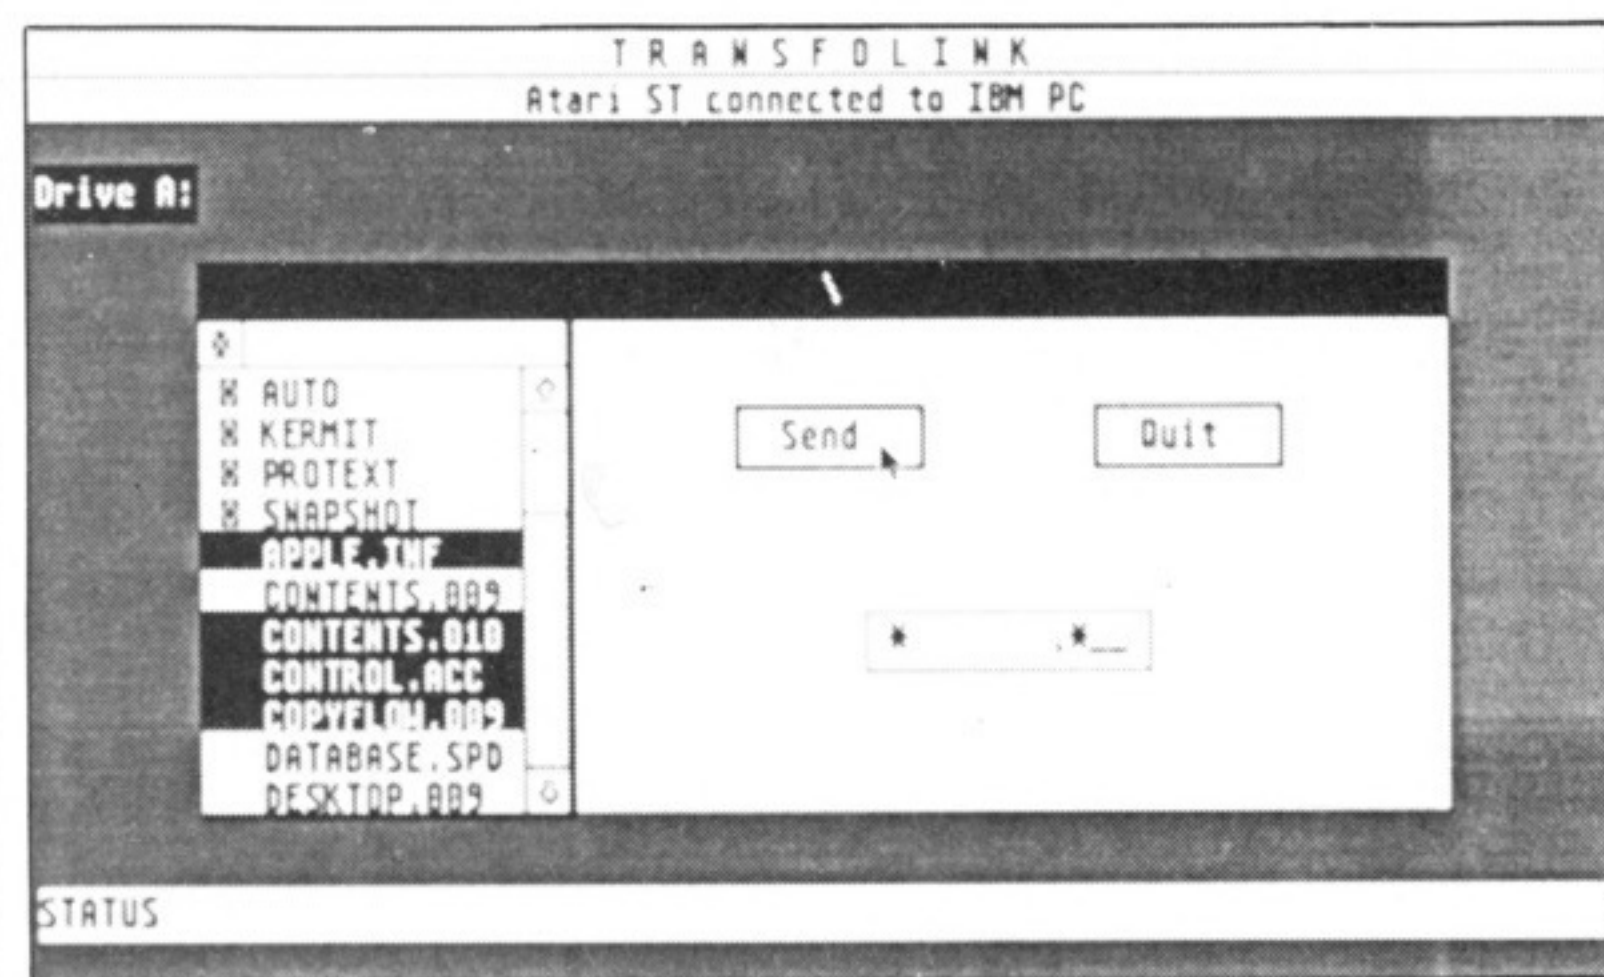 T R A N S F O L I N K
Atari ST connected to IBM PC
Drive A:
\
AUTO
KERMIT
PROTEXT
SNAPSHOT
APPLE.INF
CONTENTS.009
CONTENTS.010
CONTROL.ACC
COPYFLOW.009
DATABASE.SPD
DESKTOP.009
Send
Quit
* .*__
STATUS